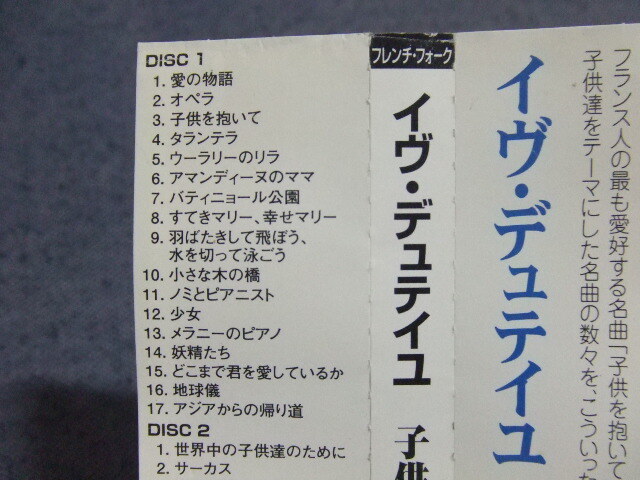 DISC 1
1. 愛の物語
2. オペラ
3. 子供を抱いて
4. タランテラ
5. ウーラリーのリラ
6. アマンディーヌのママ
7. バティニョール公園
8. すてきマリー、幸せマリー
9. 羽ばたきして飛ぼう、
水を切って泳ごう
10. 小さな木の橋
11. ノミとピアニスト
12. 少女
13. メラニーのピアノ
14. 妖精たち
15. どこまで君を愛しているか
16. 地球儀
17. アジアからの帰り道
DISC 2
1. 世界中の子供達のために
2. サーカス
フレンチ・フォーク
イヴ・デュテイユ 子供
イヴ・デュテイユ
フランス人の最も愛好する名曲「子供を抱いて
子供達をテーマにした名曲の数々を、こういった